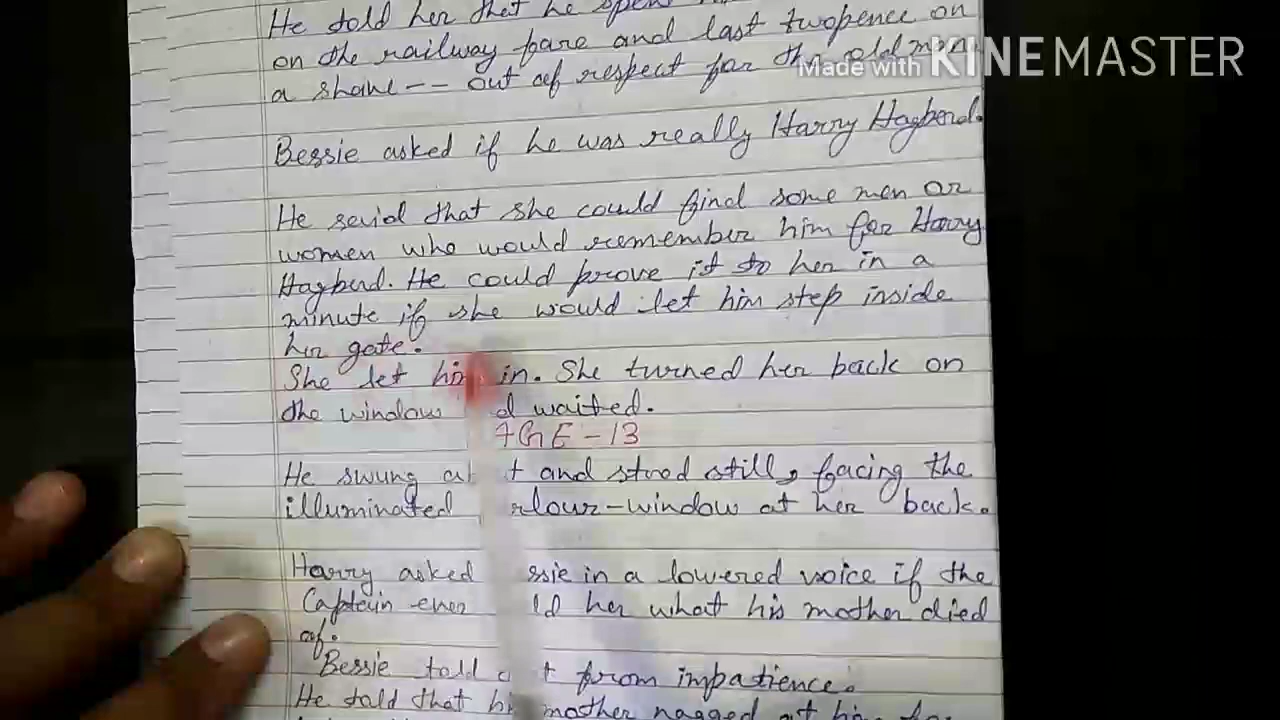 He told her that he spent
on the railway fare and last twopence on
a shave -- out of respect for the old man.
Made with KINEMASTER
Bessie asked if he was really Harry Hagberd.
He said that she could find some men or
women who would remember him for Harry
Hagberd. He could prove it to her in a
minute if she would let him step inside
her gate.
She let him in. She turned her back on
the window waited.
GE-13
He swung and stood still, facing the
illuminated window at her back.
Harry asked in a lowered voice if the
Captain ever her what his mother died
of.
Bessie told from impatience.
He told that mother nagged at him